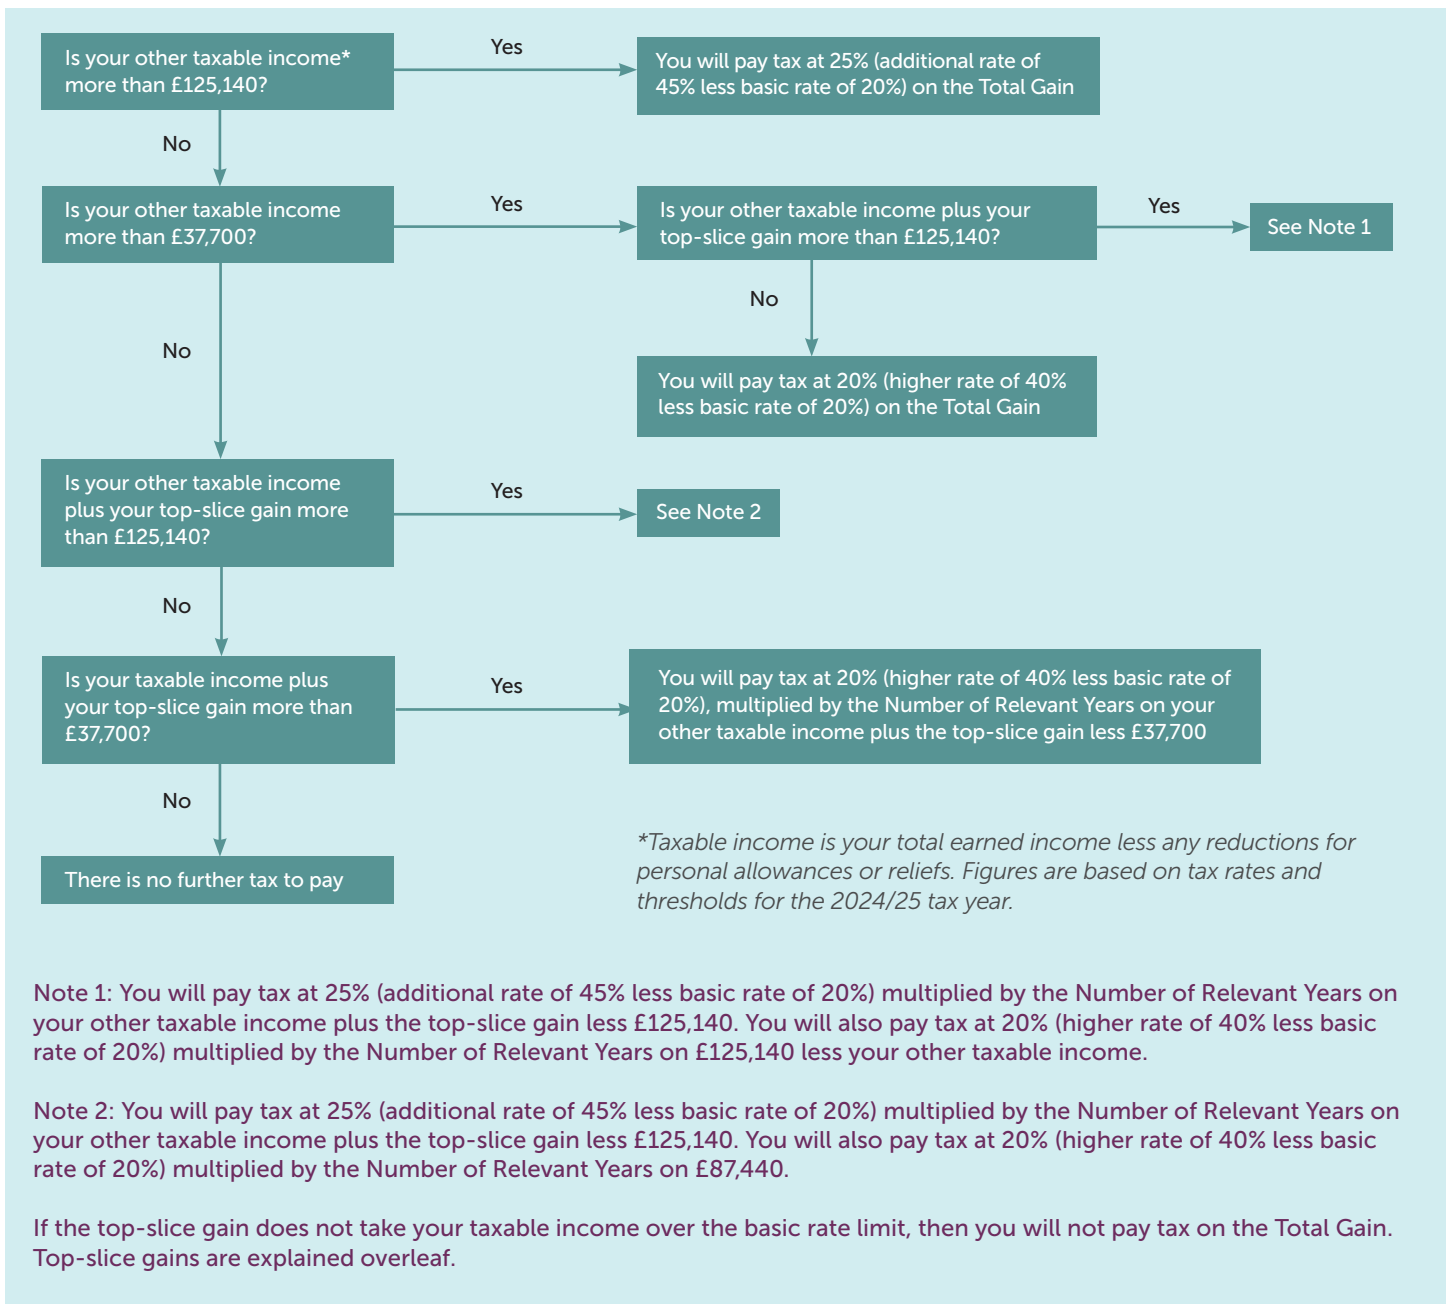 Is your other taxable income*
more than £125,140?
Yes
You will pay tax at 25% (additional rate of
45% less basic rate of 20%) on the Total Gain
No
Is your other taxable income
more than £37,700?
Yes
Is your other taxable income plus your
top-slice gain more than £125,140?
Yes
See Note 1
No
You will pay tax at 20% (higher rate of 40%
less basic rate of 20%) on the Total Gain
No
Is your other taxable income
plus your top-slice gain more
than £125,140?
Yes
See Note 2
No
Is your taxable income plus
your top-slice gain more than
£37,700?
Yes
You will pay tax at 20% (higher rate of 40% less basic rate of
20%), multiplied by the Number of Relevant Years on your
other taxable income plus the top-slice gain less £37,700
No
There is no further tax to pay
*Taxable income is your total earned income less any reductions for
personal allowances or reliefs. Figures are based on tax rates and
thresholds for the 2024/25 tax year.
Note 1: You will pay tax at 25% (additional rate of 45% less basic rate of 20%) multiplied by the Number of Relevant Years on
your other taxable income plus the top-slice gain less £125,140. You will also pay tax at 20% (higher rate of 40% less basic
rate of 20%) multiplied by the Number of Relevant Years on £125,140 less your other taxable income.
Note 2: You will pay tax at 25% (additional rate of 45% less basic rate of 20%) multiplied by the Number of Relevant Years on
your other taxable income plus the top-slice gain less £125,140. You will also pay tax at 20% (higher rate of 40% less basic
rate of 20%) multiplied by the Number of Relevant Years on £87,440.
If the top-slice gain does not take your taxable income over the basic rate limit, then you will not pay tax on the Total Gain.
Top-slice gains are explained overleaf.